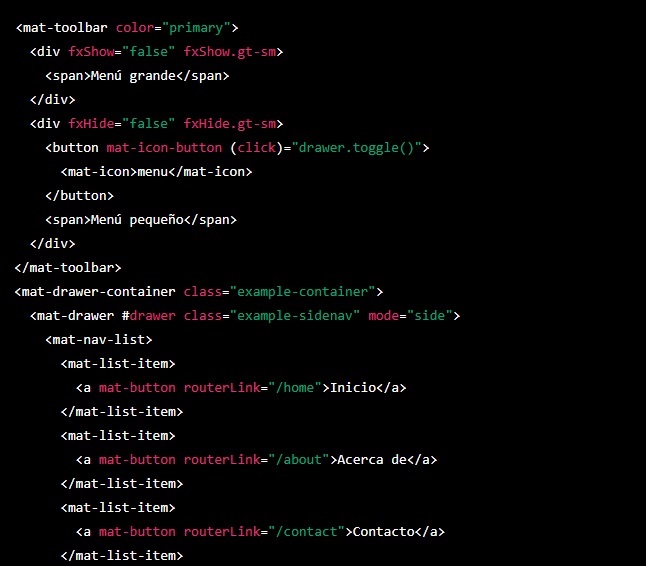 <mat-toolbar color="primary">
  <div fxShow="false" fxShow.gt-sm>
    <span>Menú grande</span>
  </div>
  <div fxHide="false" fxHide.gt-sm>
    <button mat-icon-button (click)="drawer.toggle()">
      <mat-icon>menu</mat-icon>
    </button>
    <span>Menú pequeño</span>
  </div>
</mat-toolbar>
<mat-drawer-container class="example-container">
  <mat-drawer #drawer class="example-sidenav" mode="side">
    <mat-nav-list>
      <mat-list-item>
        <a mat-button routerLink="/home">Inicio</a>
      </mat-list-item>
      <mat-list-item>
        <a mat-button routerLink="/about">Acerca de</a>
      </mat-list-item>
      <mat-list-item>
        <a mat-button routerLink="/contact">Contacto</a>
      </mat-list-item>